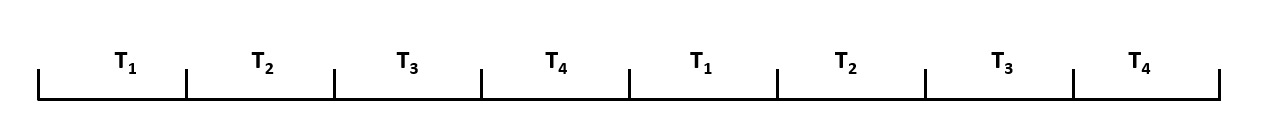 T₁ T₂ T₃ T₄ T₁ T₂ T₃ T₄